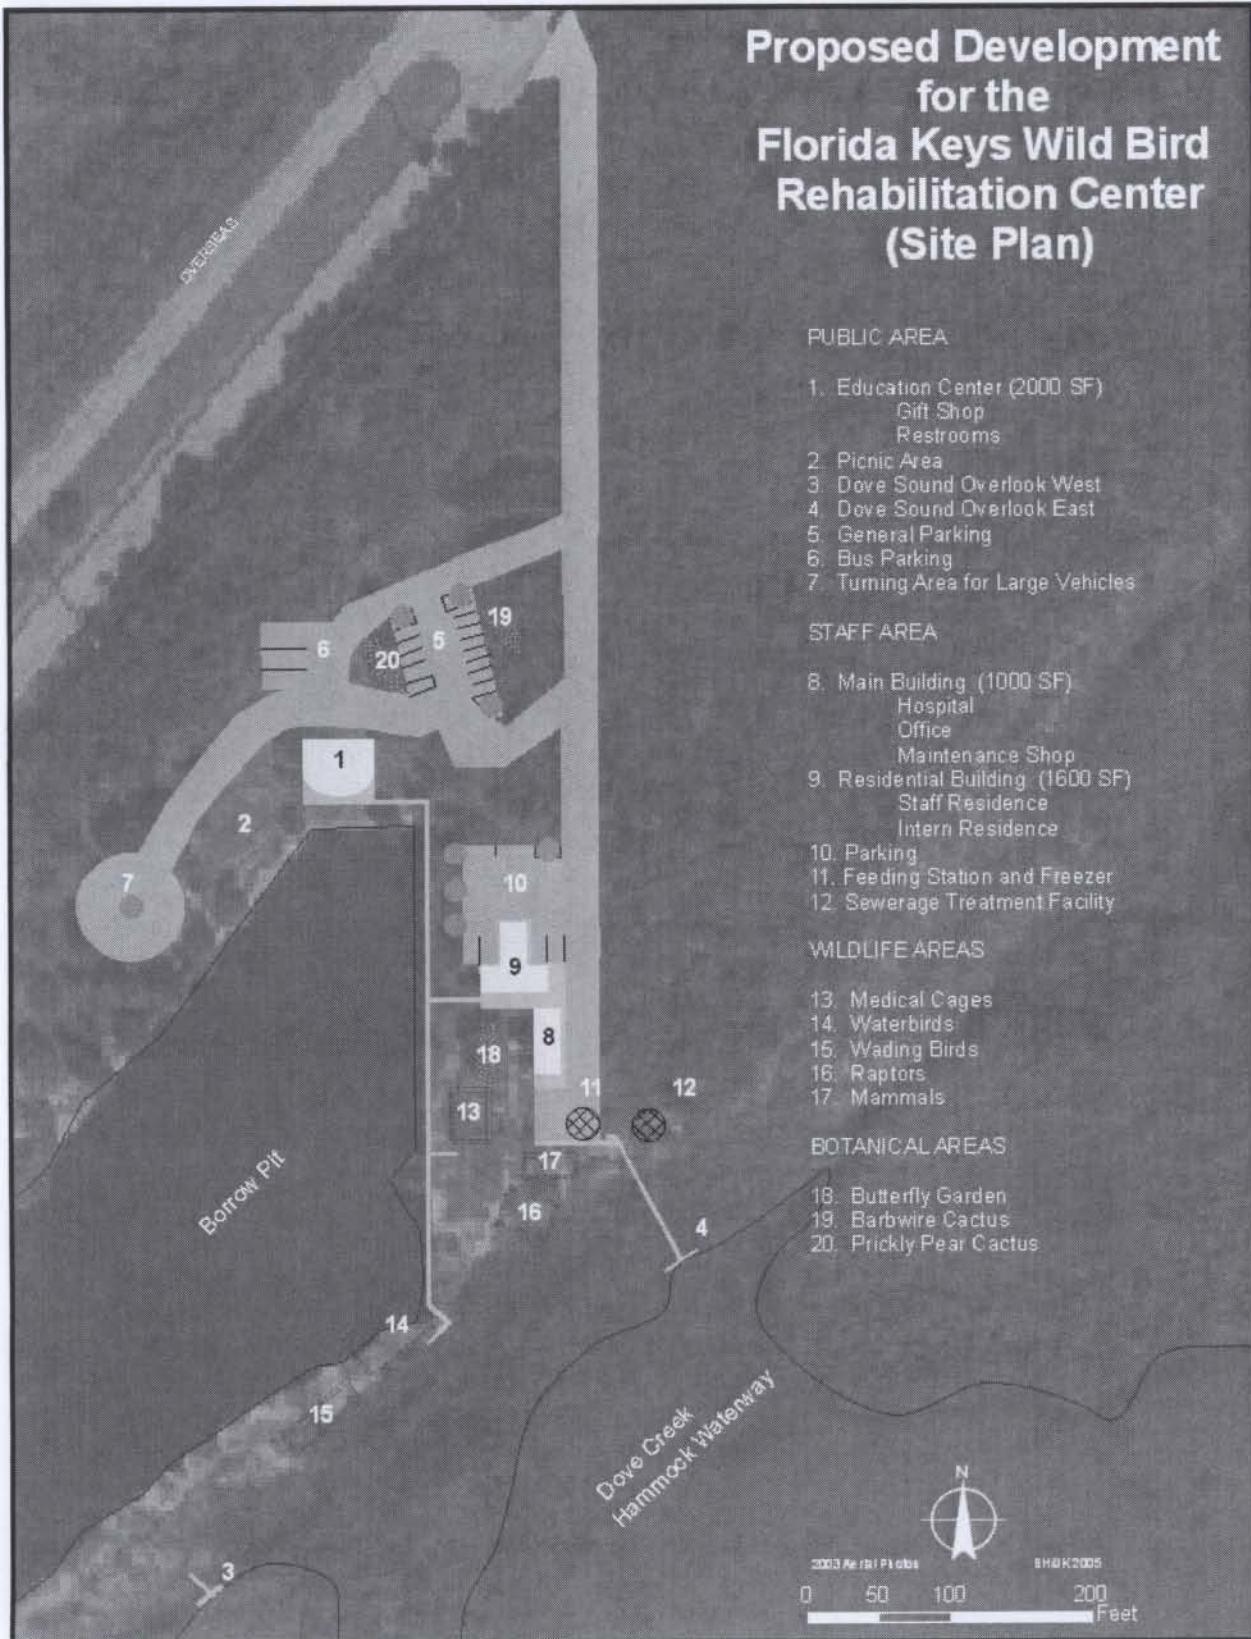 Proposed Development
for the
Florida Keys Wild Bird
Rehabilitation Center
(Site Plan)
PUBLIC AREA
1. Education Center (2000 SF)
Gift Shop
Restrooms
2. Picnic Area
3. Dove Sound Overlook West
4. Dove Sound Overlook East
5. General Parking
6. Bus Parking
7. Turning Area for Large Vehicles
STAFF AREA
8. Main Building (1000 SF)
Hospital
Office
Maintenance Shop
9. Residential Building (1600 SF)
Staff Residence
Intern Residence
10. Parking
11. Feeding Station and Freezer
12. Sewerage Treatment Facility
WILDLIFE AREAS
13. Medical Cages
14. Waterbirds
15. Wading Birds
16. Raptors
17. Mammals
BOTANICAL AREAS
18. Butterfly Garden
19. Barbwire Cactus
20. Prickly Pear Cactus
OVERSEAS
19
5
6
20
1
2
7
10
9
8
18
11
12
13
17
16
4
Borrow Pit
14
15
Dove Creek
Hammock Waterway
3
N
2003 Aerial Photos
0 50 100 200
Feet